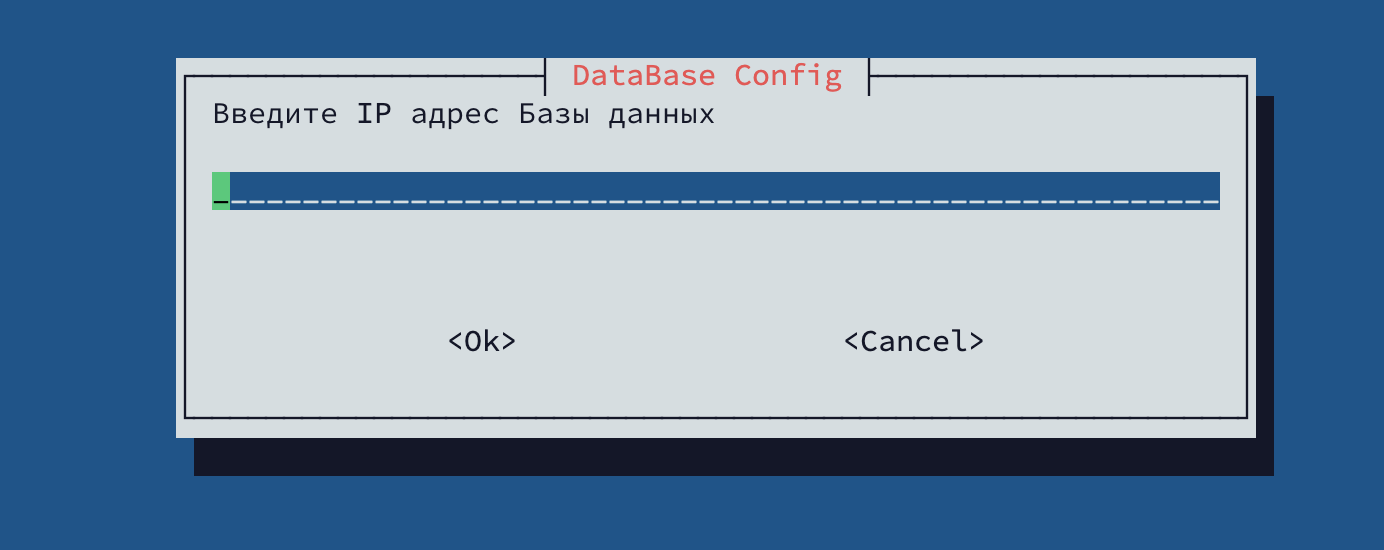 DataBase Config
Введите IP адрес Базы данных
<Ok> <Cancel>